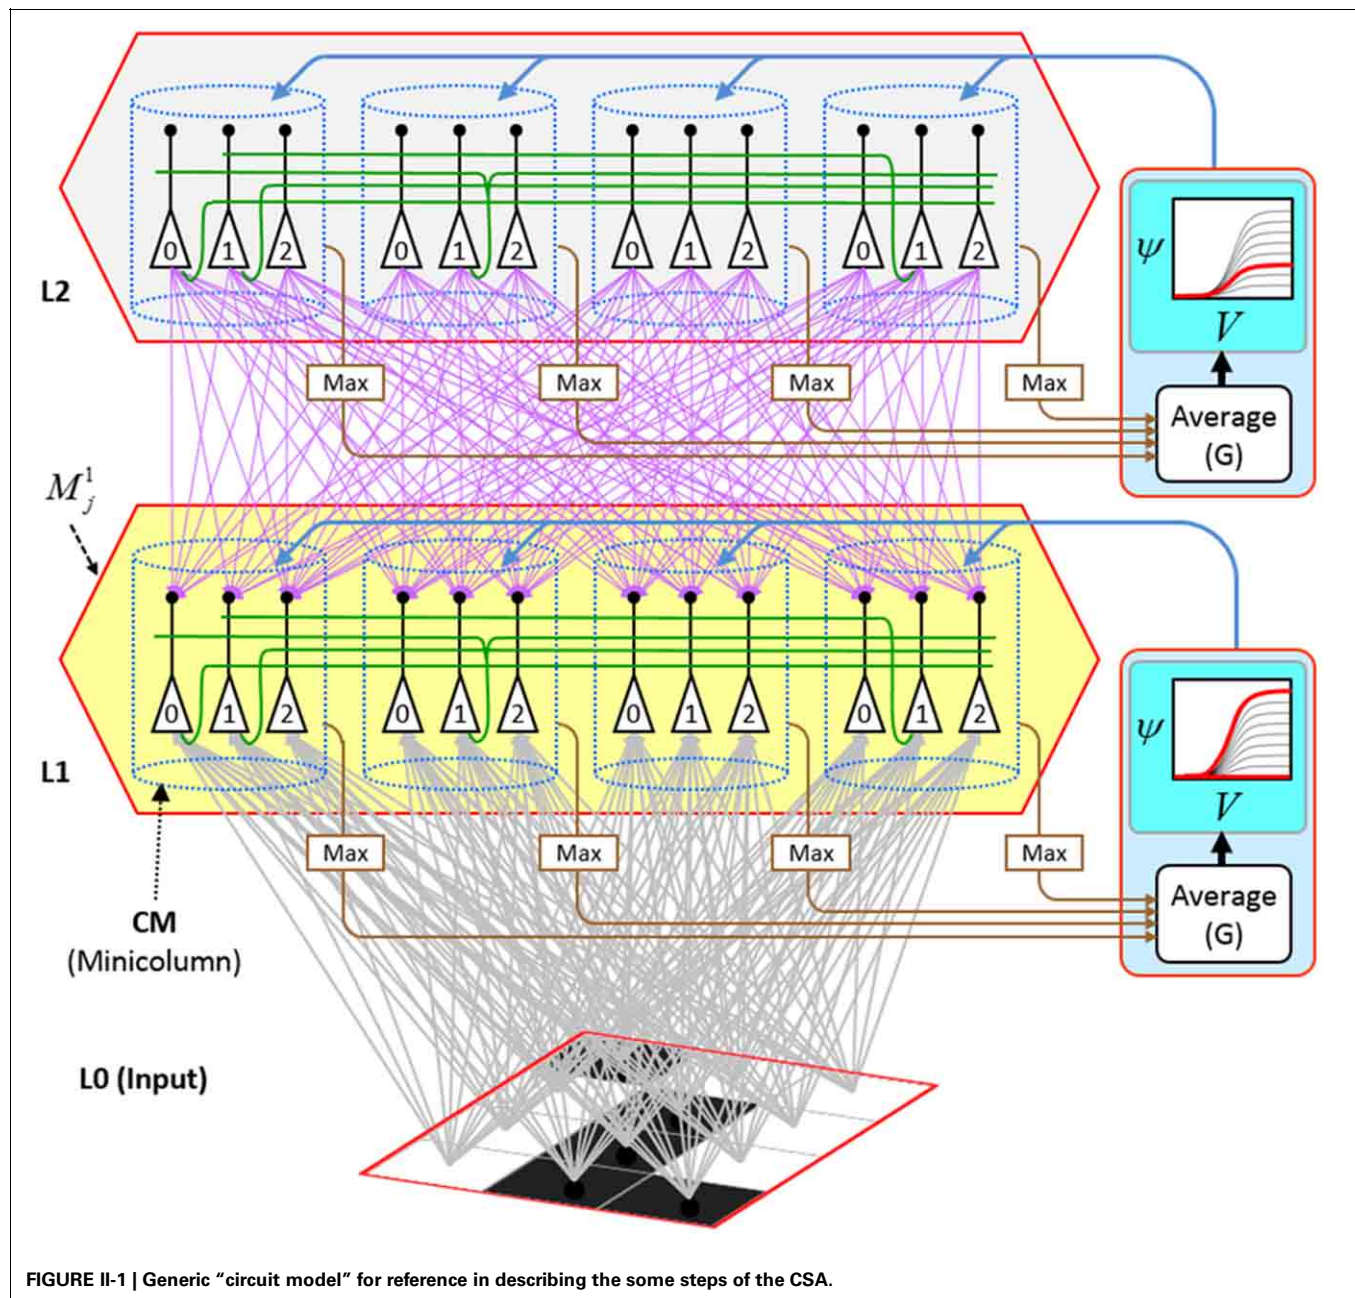 0 1 2 0 1 2 0 1 2 0 1 2
L2
ψ
V
Max Max Max Max
Average
(G)
M_j^1
0 1 2 0 1 2 0 1 2 0 1 2
L1
ψ
V
Max Max Max Max
Average
(G)
CM
(Minicolumn)
L0 (Input)
FIGURE II-1 | Generic “circuit model” for reference in describing the some steps of the CSA.